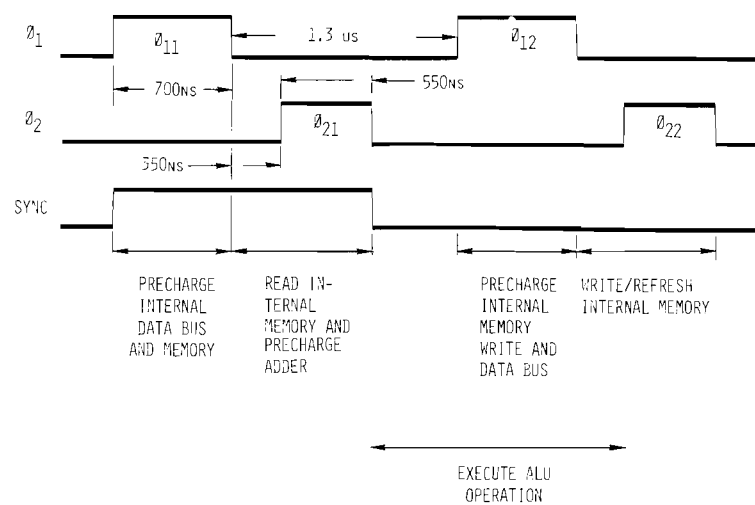 Ø1
Ø11
1.3 US
Ø12
700NS
550NS
Ø2
Ø21
Ø22
350NS
SYNC
PRECHARGE
INTERNAL
DATA BUS
AND MEMORY
READ IN-
TERNAL
MEMORY AND
PRECHARGE
ADDER
PRECHARGE
INTERNAL
MEMORY
WRITE AND
DATA BUS
WRITE/REFRESH
INTERNAL MEMORY
EXECUTE ALU
OPERATION